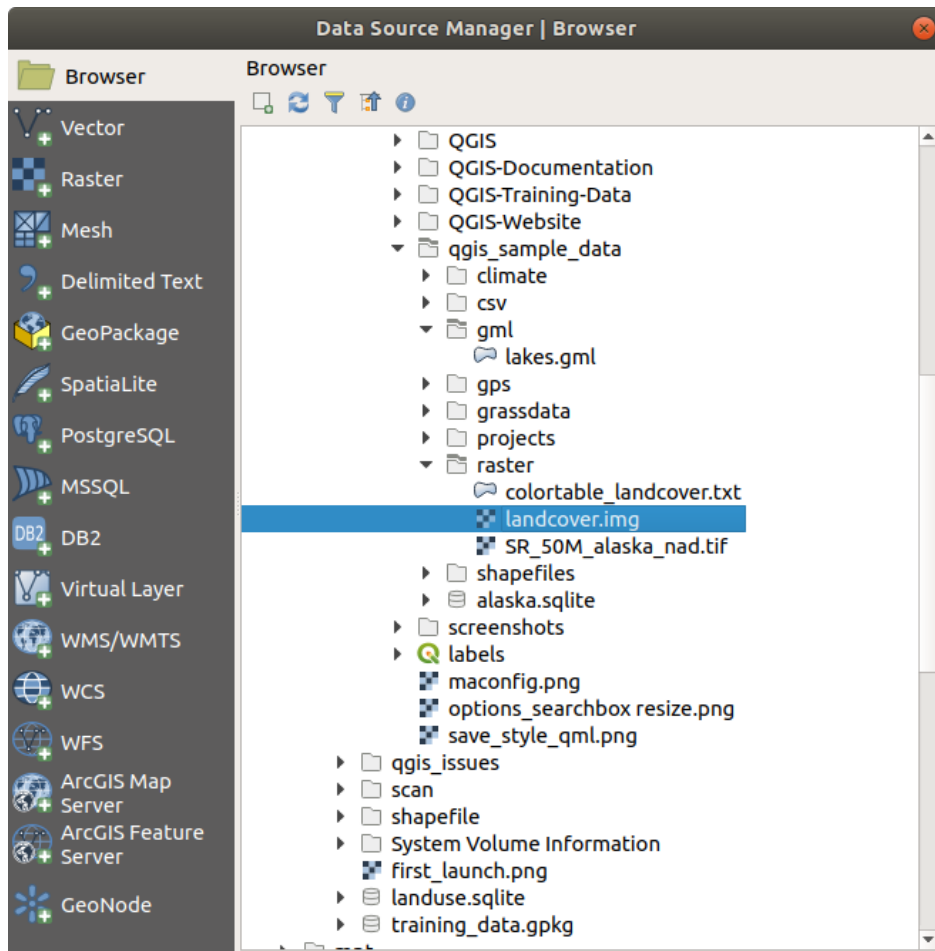 Data Source Manager | Browser
Browser
Vector
Raster
Mesh
Delimited Text
GeoPackage
SpatiaLite
PostgreSQL
MSSQL
DB2
DB2
Virtual Layer
WMS/WMTS
WCS
WFS
ArcGIS Map
Server
ArcGIS Feature
Server
GeoNode
Browser
QGIS
QGIS-Documentation
QGIS-Training-Data
QGIS-Website
qgis_sample_data
climate
csv
gml
lakes.gml
gps
grassdata
projects
raster
colortable_landcover.txt
landcover.img
SR_50M_alaska_nad.tif
shapefiles
alaska.sqlite
screenshots
labels
maconfig.png
options_searchbox resize.png
save_style_qml.png
qgis_issues
scan
shapefile
System Volume Information
first_launch.png
landuse.sqlite
training_data.gpkg